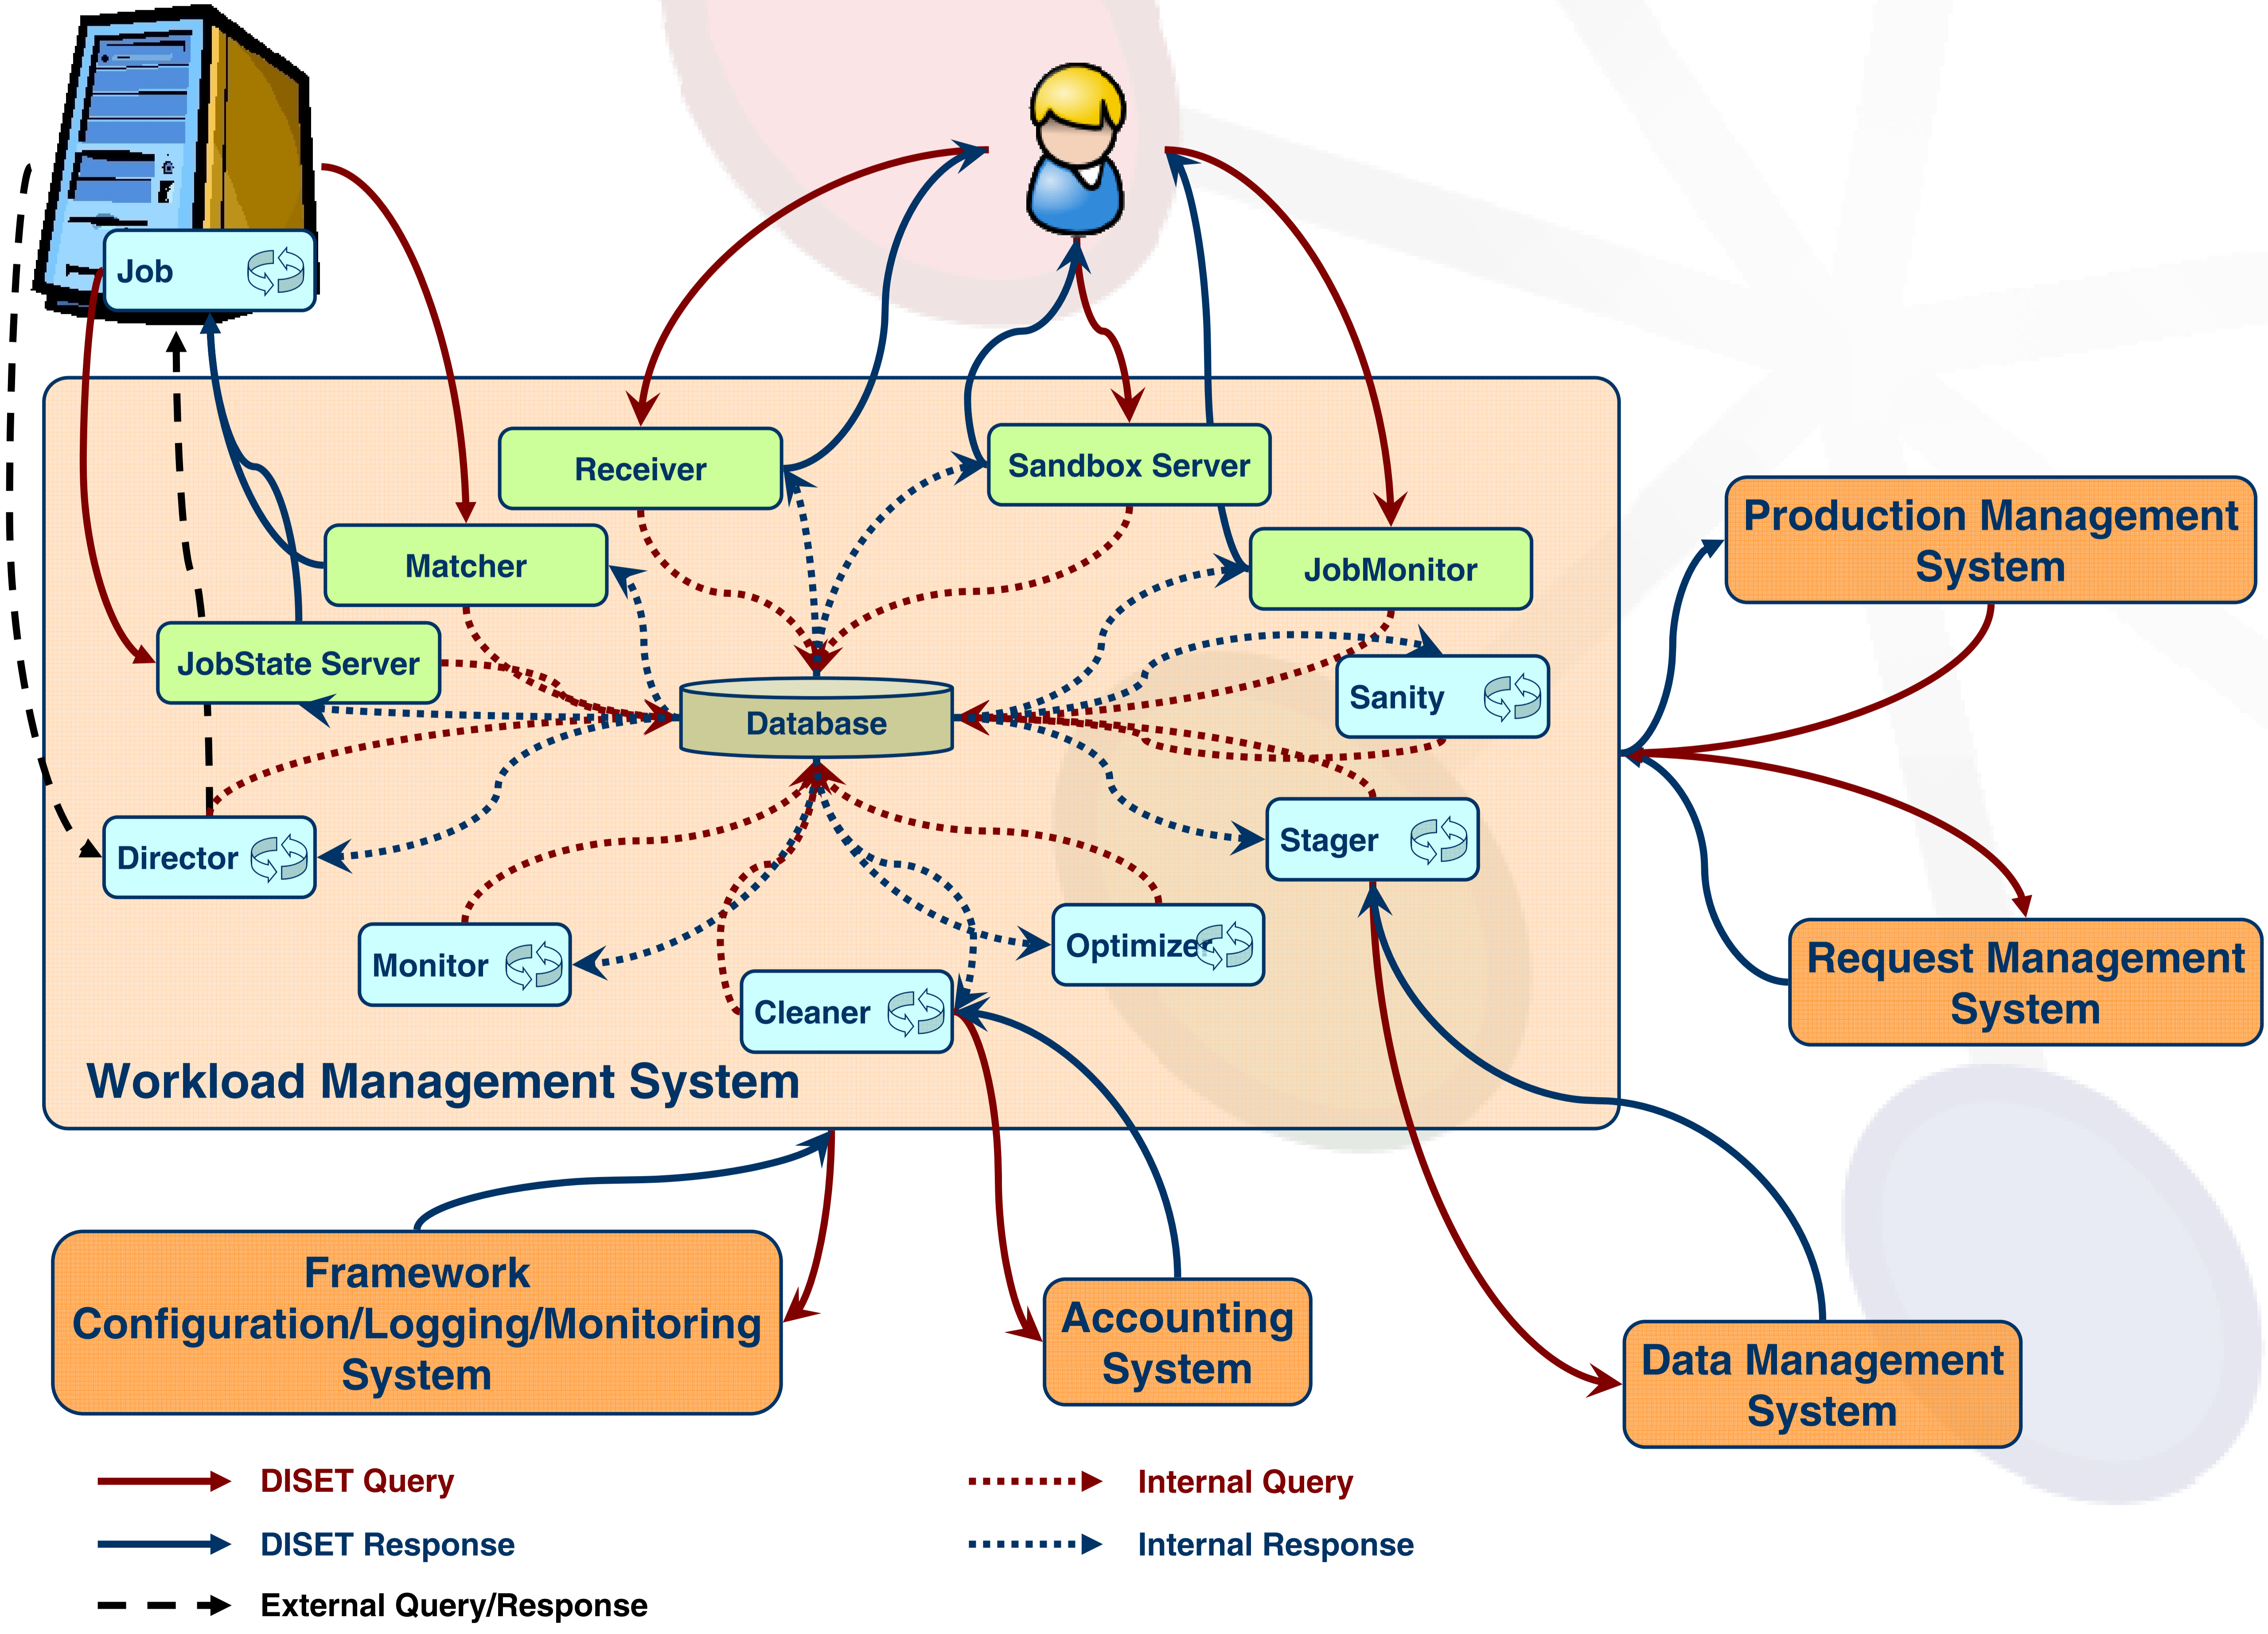 Job
Receiver
Sandbox Server
Matcher
JobMonitor
Production Management
System
JobState Server
Sanity
Database
Director
Stager
Monitor
Optimizer
Cleaner
Request Management
System
Workload Management System
Framework
Configuration/Logging/Monitoring
System
Accounting
System
Data Management
System
DISET Query
Internal Query
DISET Response
Internal Response
External Query/Response